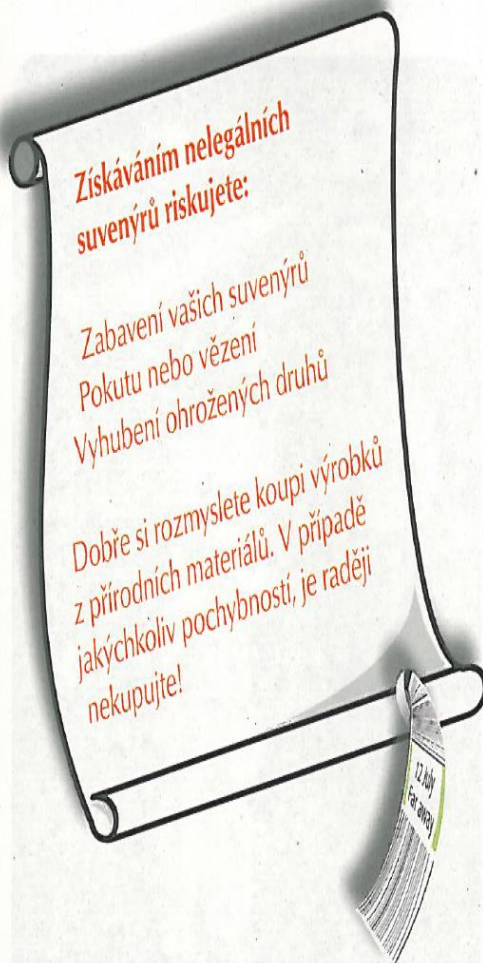 Získáváním nelegálních
suvenýrů riskujete:
Zabavení vašich suvenýrů
Pokutu nebo vězení
Vyhubení ohrožených druhů
Dobře si rozmyslete koupi výrobků
z přírodních materiálů. V případě
jakýchkoliv pochybností, je raději
nekupujte!
12 July
Far away